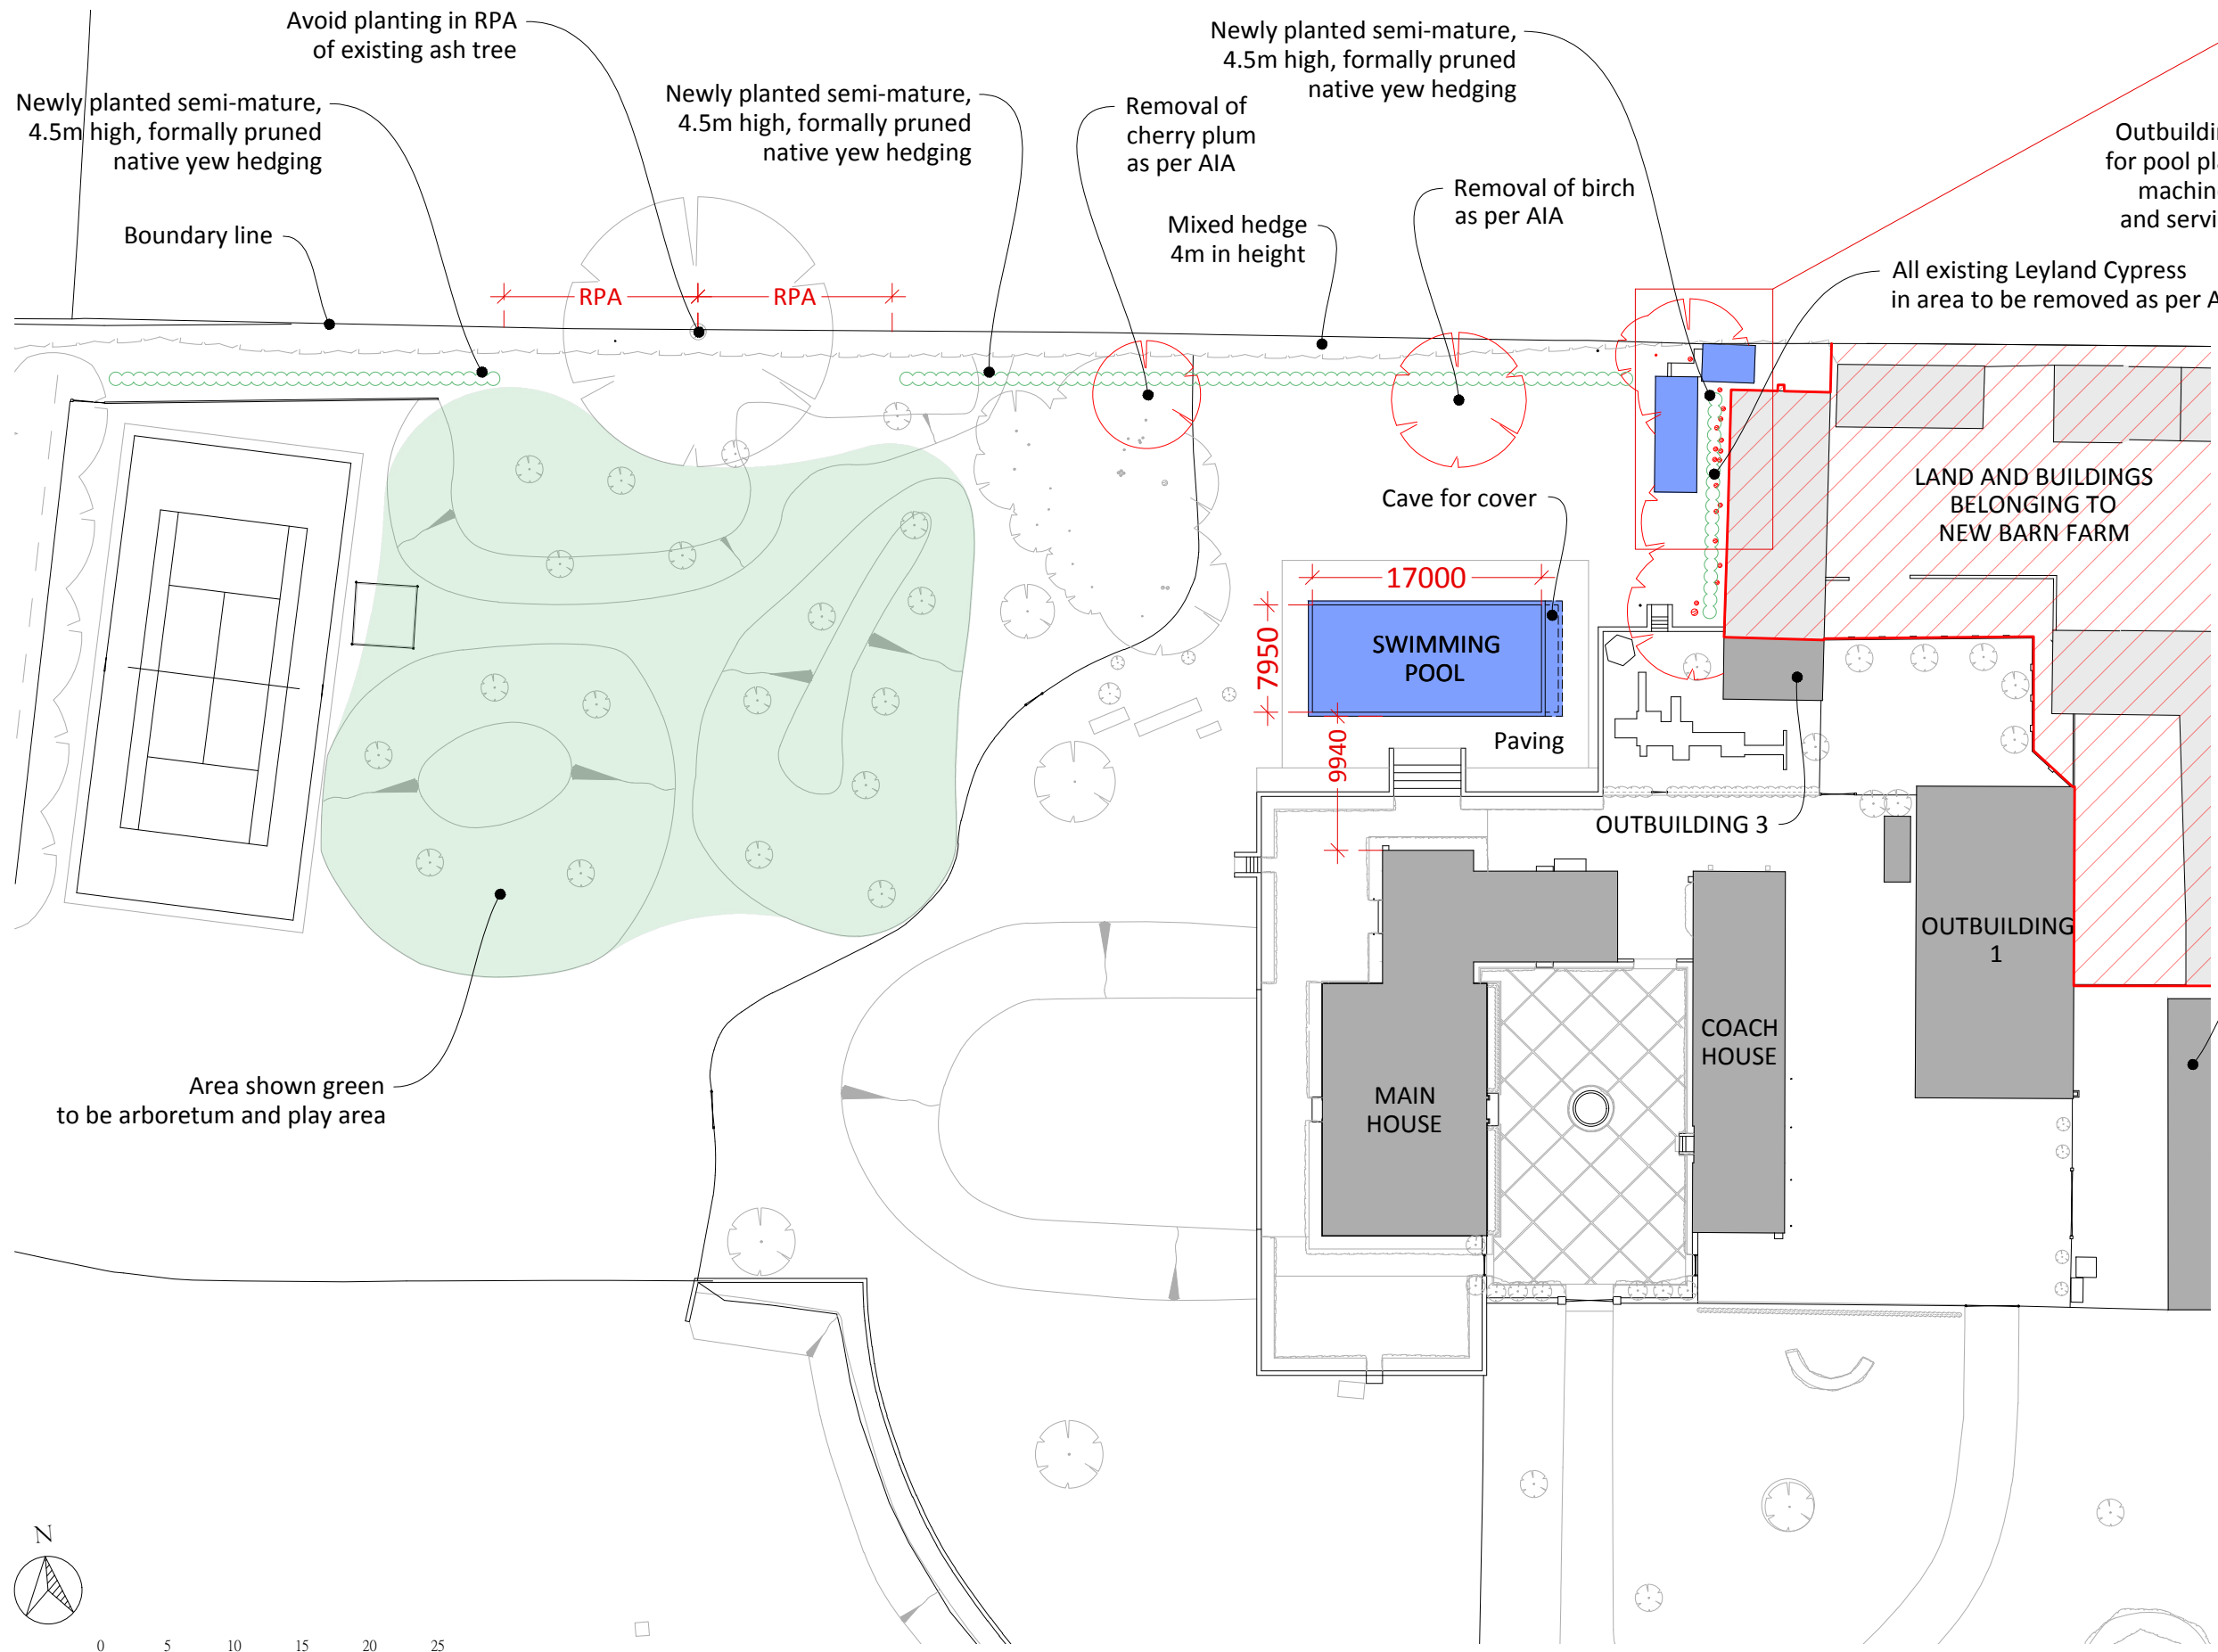 Avoid planting in RPA
of existing ash tree
Newly planted semi-mature,
4.5m high, formally pruned
native yew hedging
Newly planted semi-mature,
4.5m high, formally pruned
native yew hedging
Removal of
cherry plum
as per AIA
Newly planted semi-mature,
4.5m high, formally pruned
native yew hedging
for pool
and
Boundary line
Mixed hedge
4m in height
Removal of birch
as per AIA
All existing Leyland Cypress
in area to be removed as per
RPA
RPA
LAND AND BUILDINGS
BELONGING TO
NEW BARN FARM
Cave for cover
17000
7950
SWIMMING
POOL
9940
Paving
OUTBUILDING 3
OUTBUILDING
1
COACH
HOUSE
MAIN
HOUSE
Area shown green
to be arboretum and play area
N
0 5 10 15 20 25